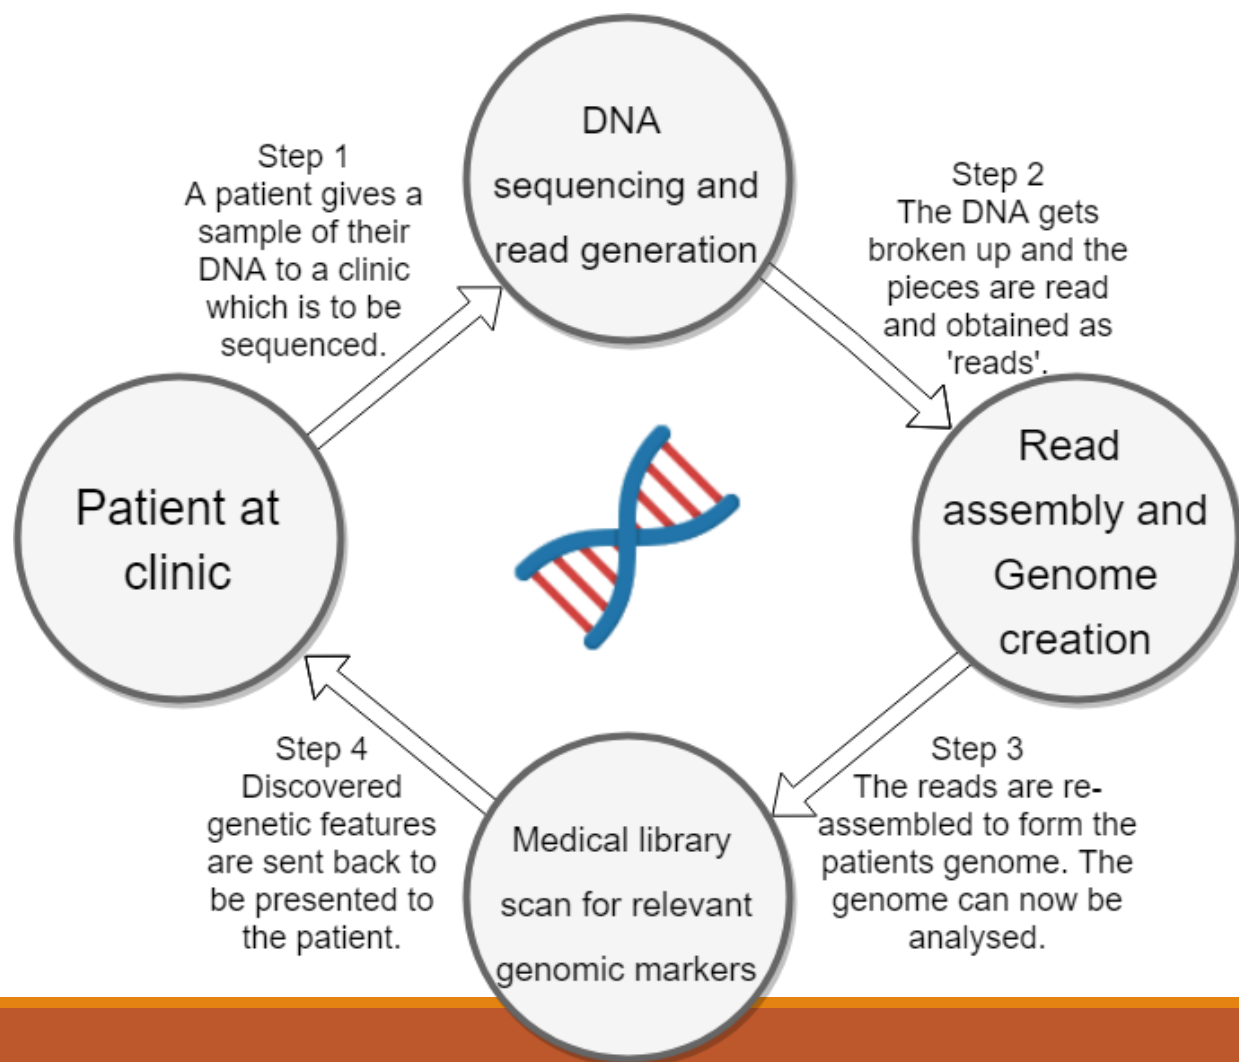 DNA
sequencing and
read generation
Step 1
A patient gives a
sample of their
DNA to a clinic
which is to be
sequenced.
Step 2
The DNA gets
broken up and the
pieces are read
and obtained as
'reads'.
Patient at
clinic
Read
assembly and
Genome
creation
Step 4
Discovered
genetic features
are sent back to
be presented to
the patient.
Step 3
The reads are re-
assembled to form the
patients genome. The
genome can now be
analysed.
Medical library
scan for relevant
genomic markers